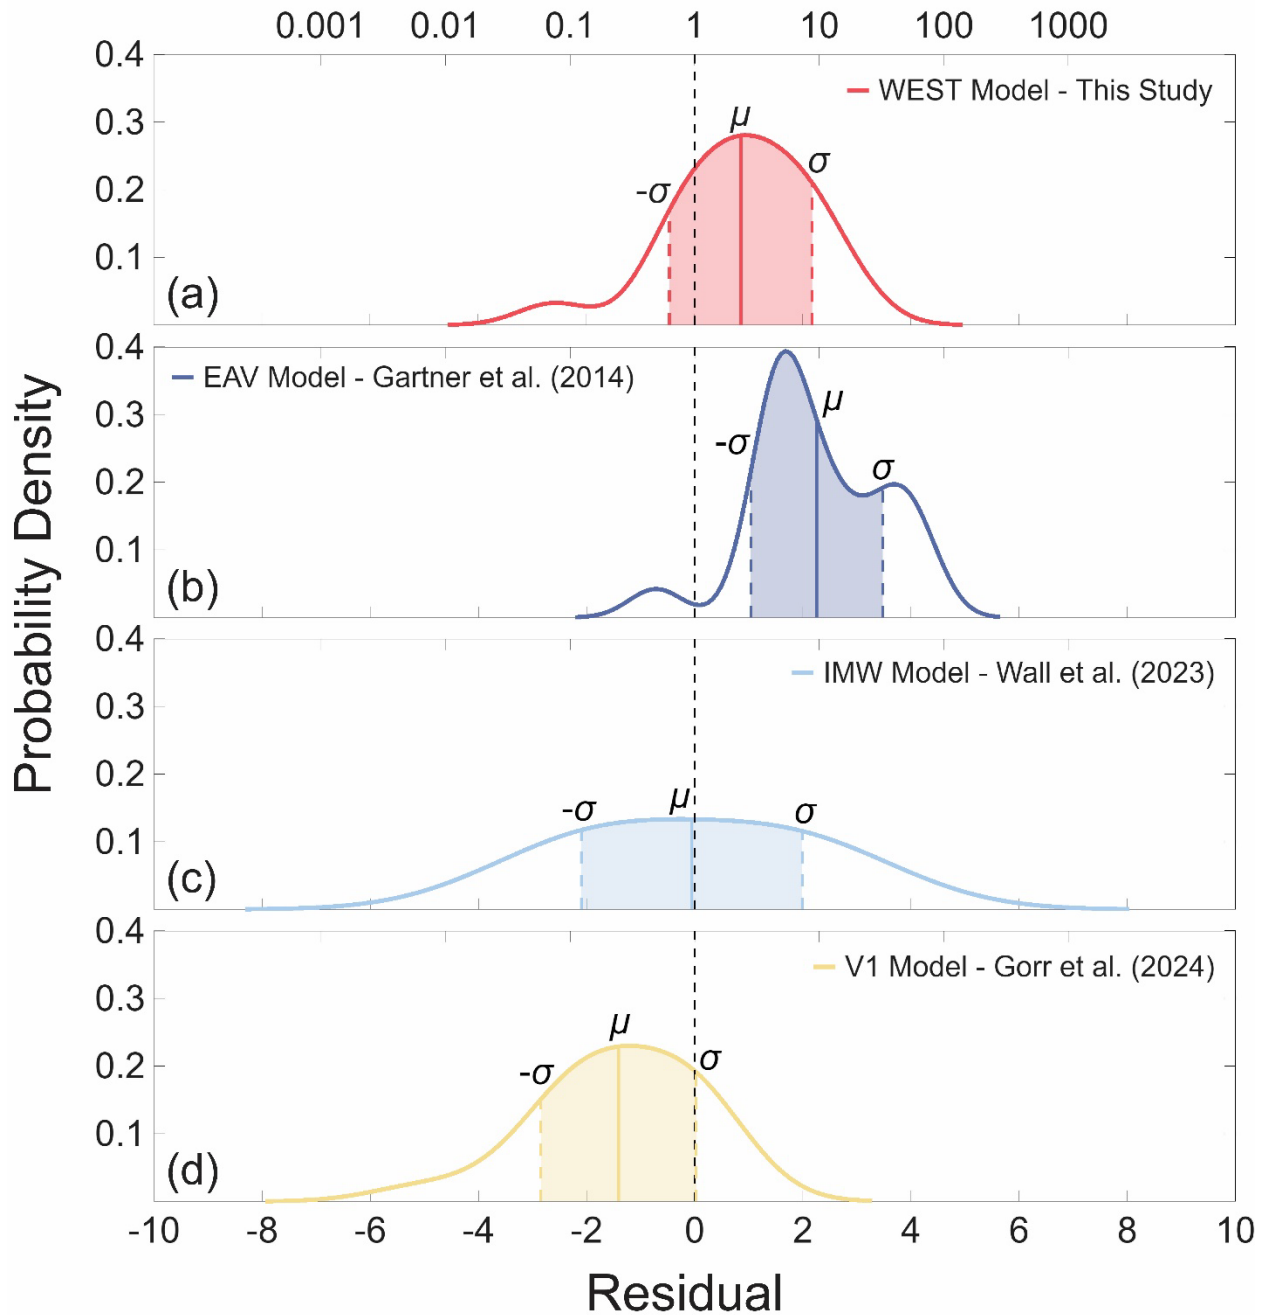 0.001 0.01 0.1 1 10 100 1000
Probability Density
0.4
0.3
0.2
0.1
WEST Model - This Study
-σ μ σ
(a)
0.4
0.3
0.2
0.1
EAV Model - Gartner et al. (2014)
-σ μ σ
(b)
0.4
0.3
0.2
0.1
IMW Model - Wall et al. (2023)
-σ μ σ
(c)
0.4
0.3
0.2
0.1
V1 Model - Gorr et al. (2024)
-σ μ σ
(d)
-10 -8 -6 -4 -2 0 2 4 6 8 10
Residual